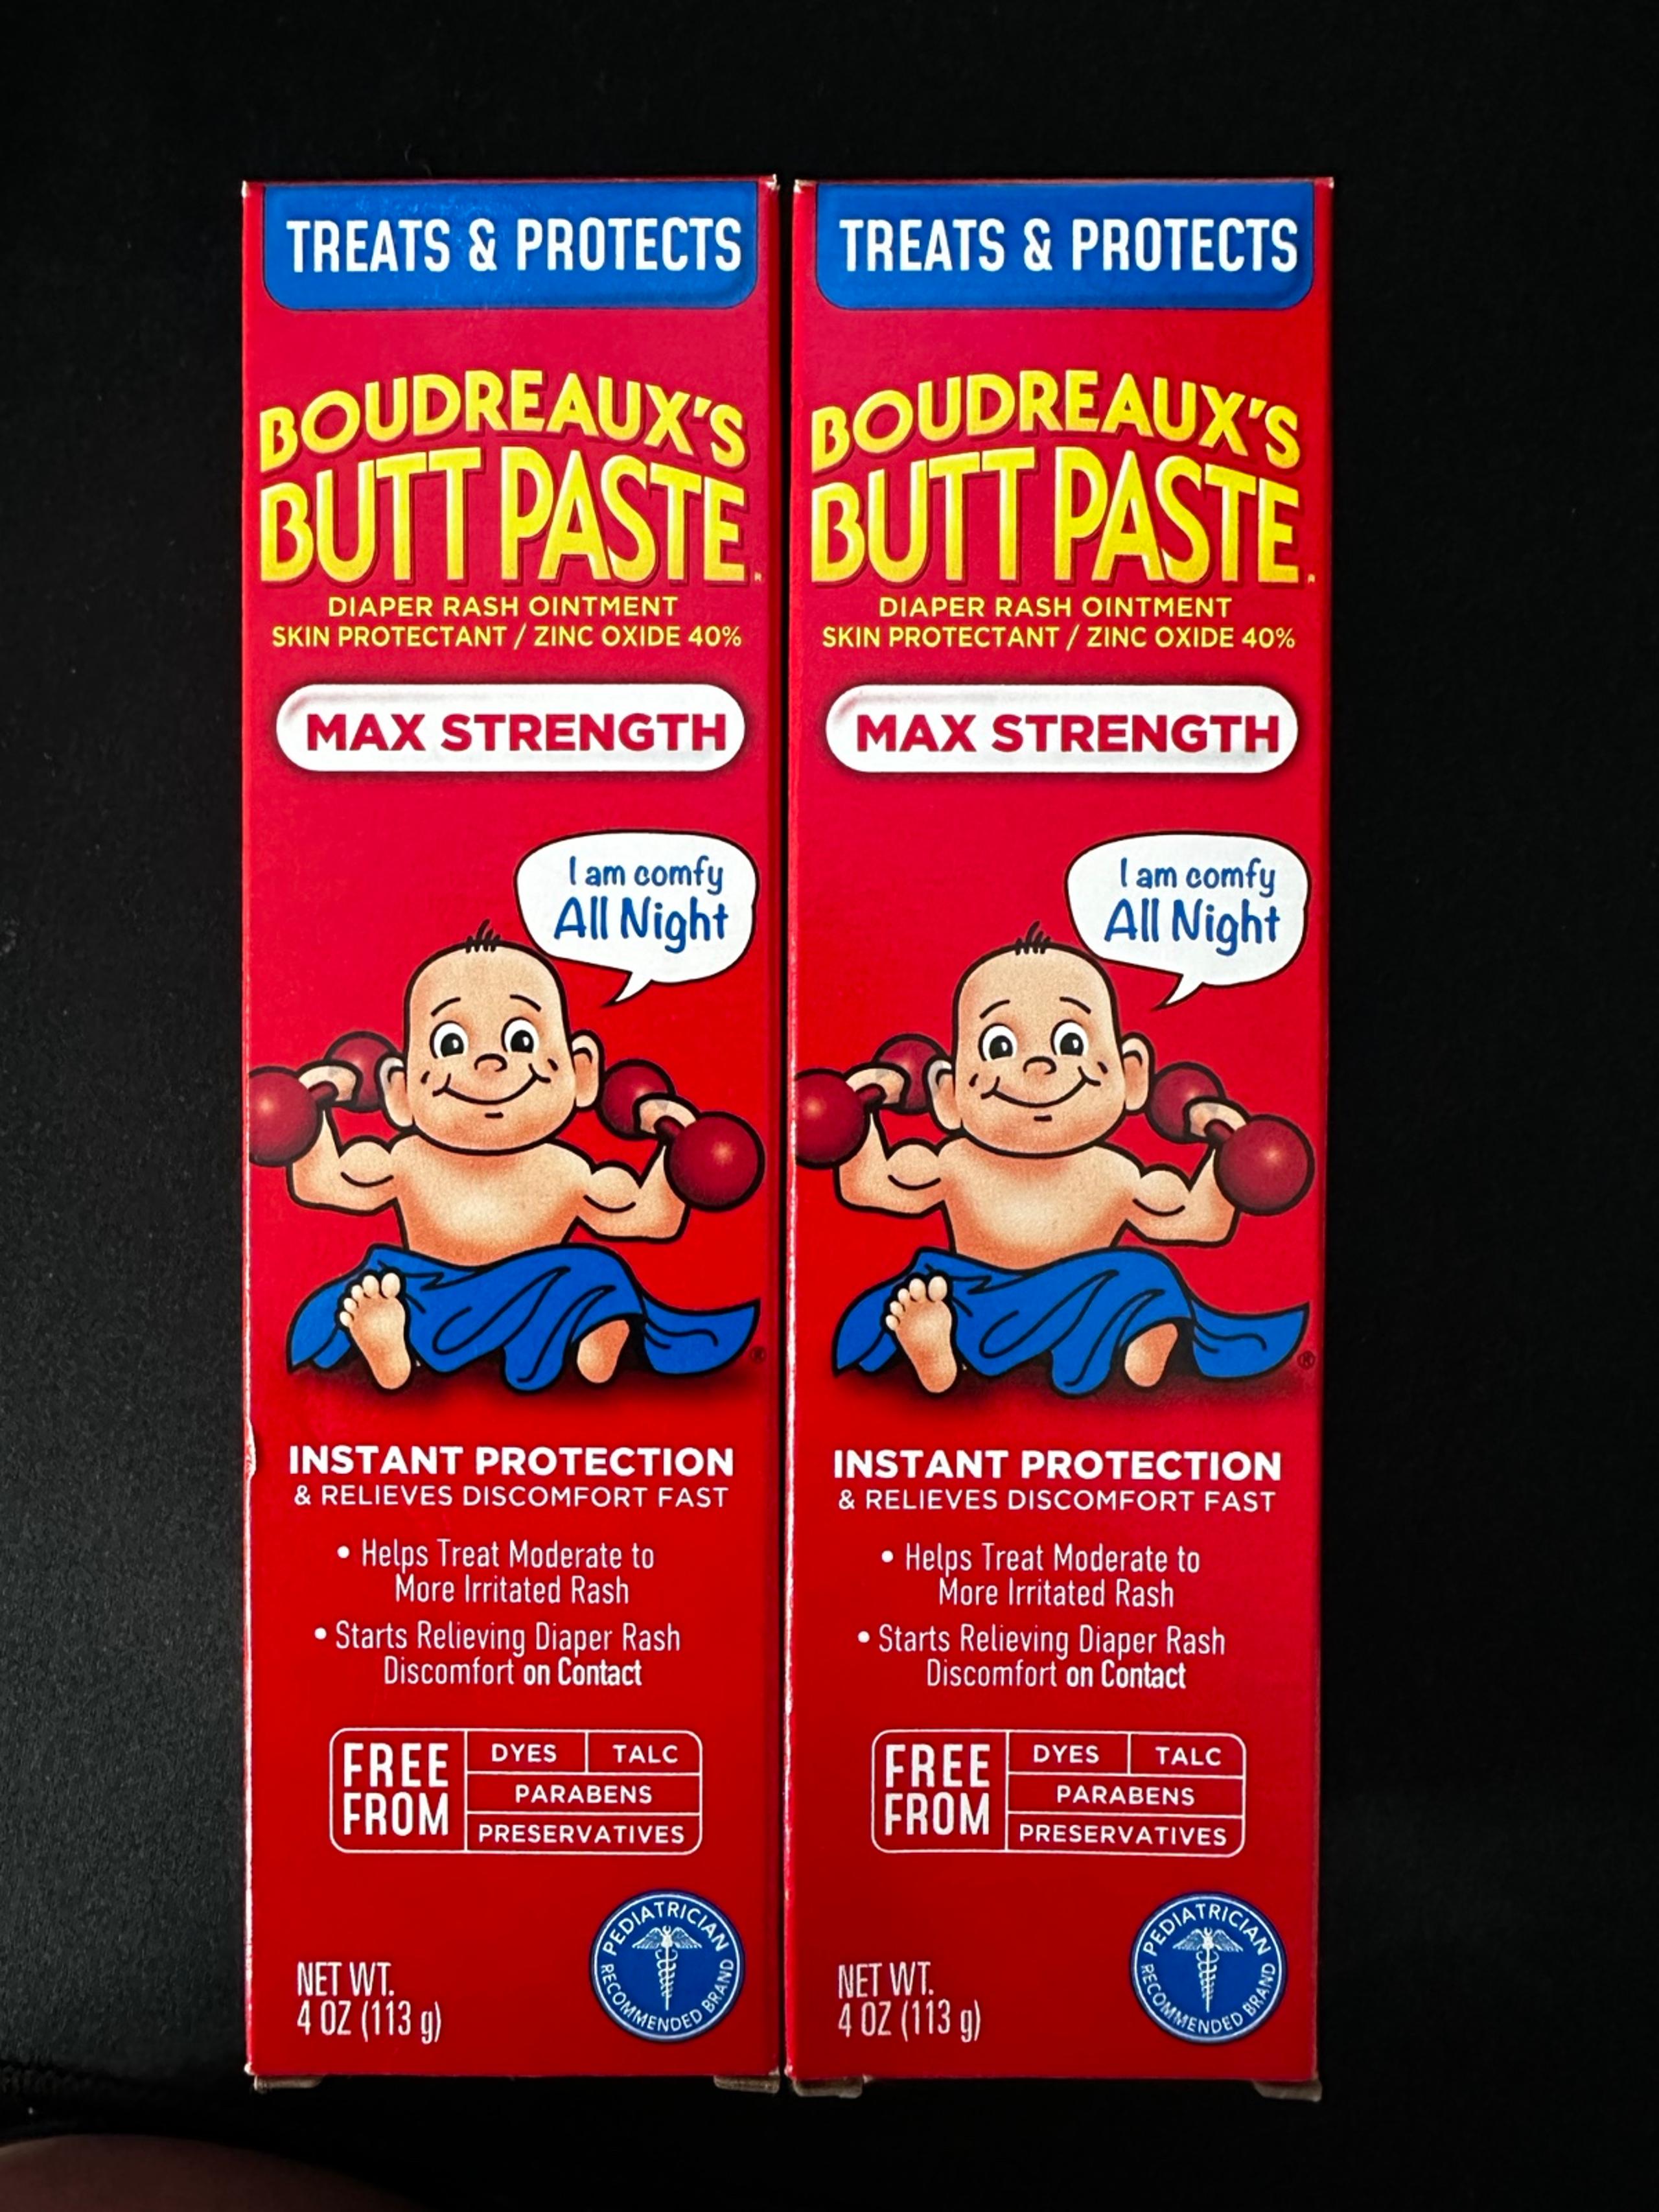 TREATS & PROTECTS
BOUDREAUX'S
BUTT PASTE
DIAPER RASH OINTMENT
SKIN PROTECTANT / ZINC OXIDE 40%
MAX STRENGTH
I am comfy
All Night
®
INSTANT PROTECTION
& RELIEVES DISCOMFORT FAST
• Helps Treat Moderate to
More Irritated Rash
• Starts Relieving Diaper Rash
Discomfort on Contact
FREE
FROM
DYES
TALC
PARABENS
PRESERVATIVES
PEDIATRICIAN
RECOMMENDED BRAND
NET WT.
4 OZ (113 g)
TREATS & PROTECTS
BOUDREAUX'S
BUTT PASTE
DIAPER RASH OINTMENT
SKIN PROTECTANT / ZINC OXIDE 40%
MAX STRENGTH
I am comfy
All Night
®
INSTANT PROTECTION
& RELIEVES DISCOMFORT FAST
• Helps Treat Moderate to
More Irritated Rash
• Starts Relieving Diaper Rash
Discomfort on Contact
FREE
FROM
DYES
TALC
PARABENS
PRESERVATIVES
PEDIATRICIAN
RECOMMENDED BRAND
NET WT.
4 OZ (113 g)